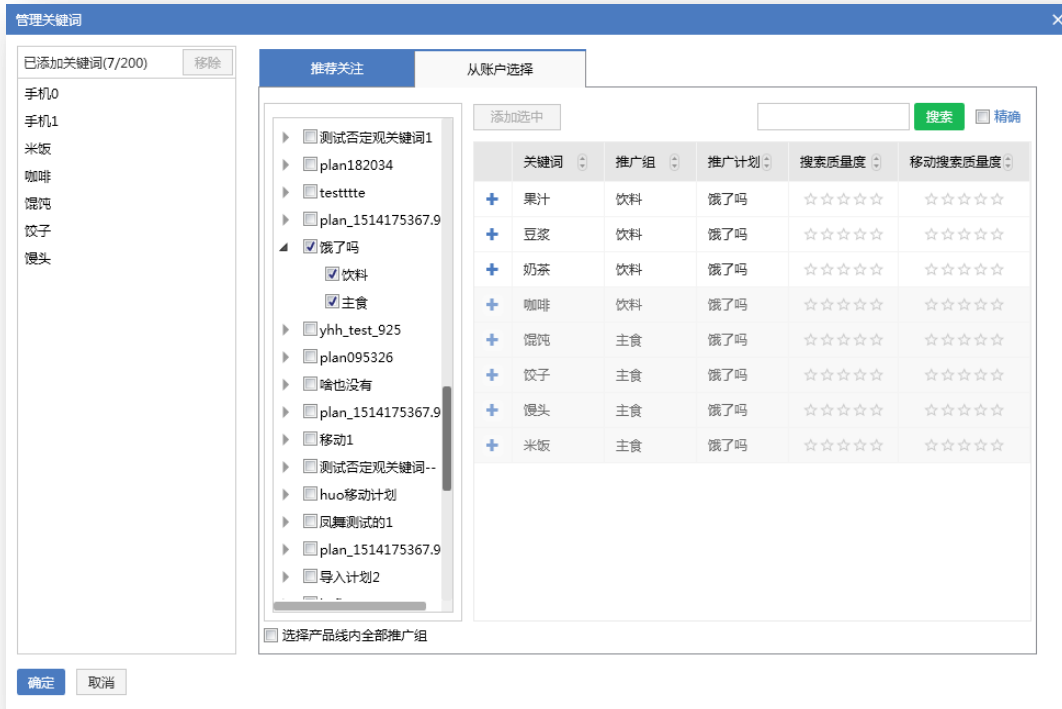 管理关键词
已添加关键词(7/200) 移除
手机0
手机1
米饭
咖啡
馄饨
饺子
馒头
推荐关注 从账户选择
测试否定观关键词1
plan182034
testttte
plan_1514175367.9
饿了吗
饮料
主食
yhh_test_925
plan095326
啥也没有
plan_1514175367.9
移动1
测试否定观关键词--
huo移动计划
凤舞测试的1
plan_1514175367.9
导入计划2
选择产品线内全部推广组
添加选中 搜索 精确
关键词 推广组 推广计划 搜索质量度 移动搜索质量度
果汁 饮料 饿了吗 ☆☆☆☆☆ ☆☆☆☆☆
豆浆 饮料 饿了吗 ☆☆☆☆☆ ☆☆☆☆☆
奶茶 饮料 饿了吗 ☆☆☆☆☆ ☆☆☆☆☆
咖啡 饮料 饿了吗 ☆☆☆☆☆ ☆☆☆☆☆
馄饨 主食 饿了吗 ☆☆☆☆☆ ☆☆☆☆☆
饺子 主食 饿了吗 ☆☆☆☆☆ ☆☆☆☆☆
馒头 主食 饿了吗 ☆☆☆☆☆ ☆☆☆☆☆
米饭 主食 饿了吗 ☆☆☆☆☆ ☆☆☆☆☆
确定 取消